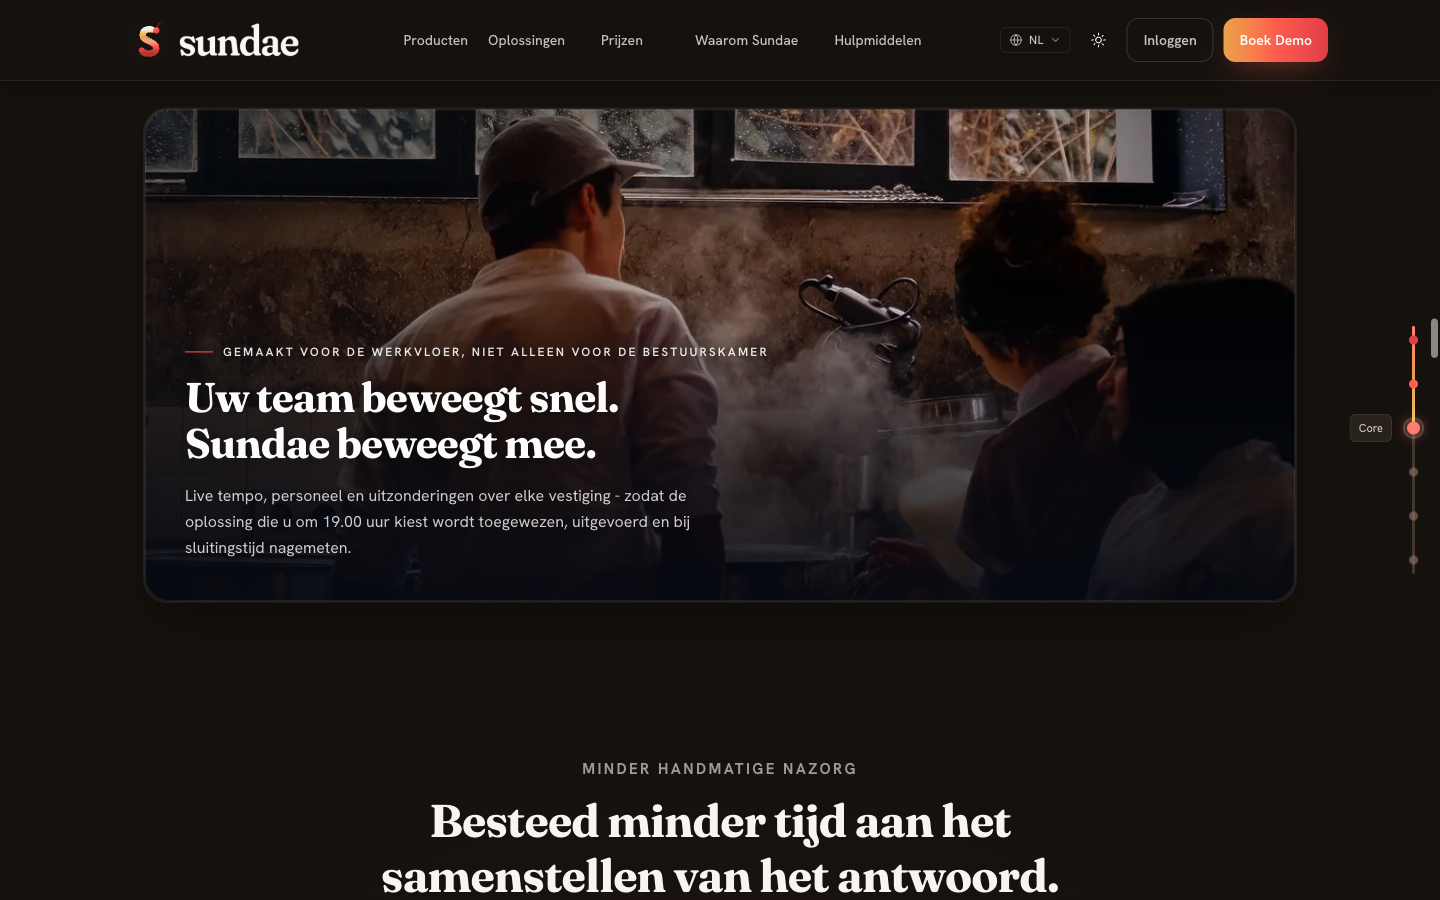 sundae
Producten
Oplossingen
Prijzen
Waarom Sundae
Hulpmiddelen
NL
Inloggen
Boek Demo
GEMAAKT VOOR DE WERKVLOER, NIET ALLEEN VOOR DE BESTUURSKAMER
Uw team beweegt snel.
Sundae beweegt mee.
Live tempo, personeel en uitzonderingen over elke vestiging - zodat de
oplossing die u om 19.00 uur kiest wordt toegewezen, uitgevoerd en bij
sluitingstijd nagemeten.
Core
MINDER HANDMATIGE NAZORG
Besteed minder tijd aan het
samenstellen van het antwoord.